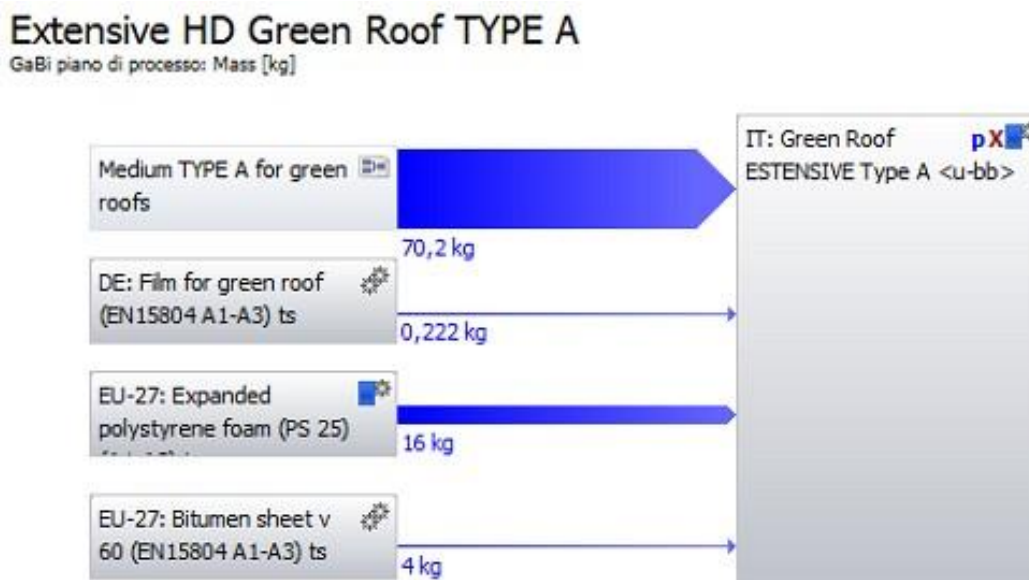 Extensive HD Green Roof TYPE A
GaBi piano di processo: Mass [kg]
Medium TYPE A for green
roofs
70,2 kg
DE: Film for green roof
(EN15804 A1-A3) ts
0,222 kg
EU-27: Expanded
polystyrene foam (PS 25)
16 kg
EU-27: Bitumen sheet v
60 (EN15804 A1-A3) ts
4 kg
IT: Green Roof pX
ESTENSIVE Type A <u-bb>